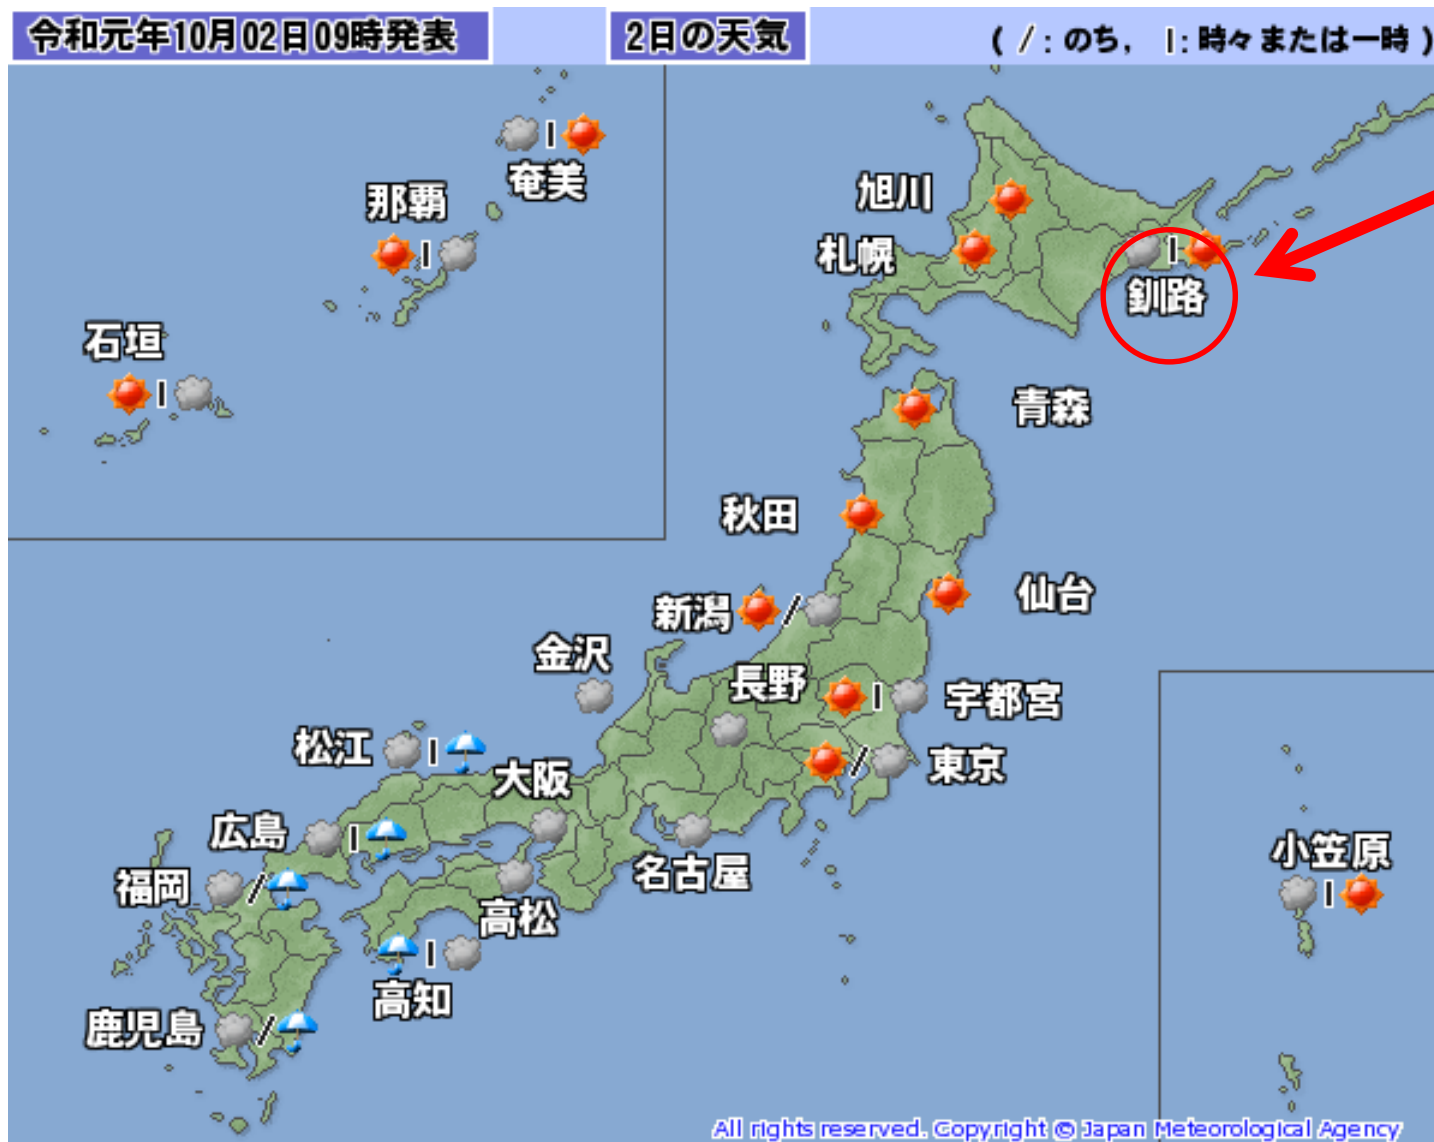 令和元年10月02日09時発表
2日の天気
( / : のち, |: 時々または一時 )
奄美
那覇
石垣
旭川
札幌
釧路
青森
秋田
仙台
新潟
金沢
長野
宇都宮
松江
大阪
東京
広島
福岡
名古屋
高松
小笠原
高知
鹿児島
All rights reserved. Copyright © Japan Meteorological Agency